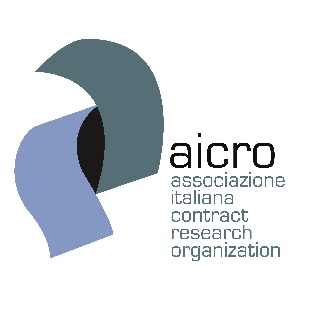 aicro
associazione
italiana
contract
research
organization